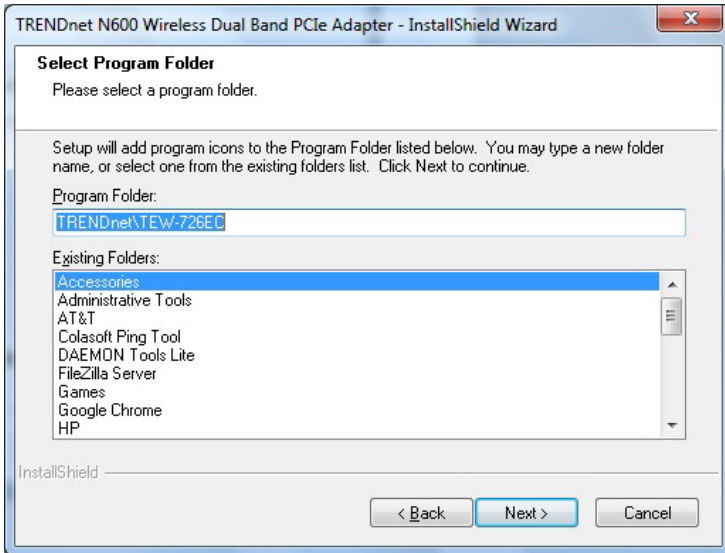 TRENDnet N600 Wireless Dual Band PCIe Adapter - InstallShield Wizard
Select Program Folder
Please select a program folder.
Setup will add program icons to the Program Folder listed below. You may type a new folder
name, or select one from the existing folders list. Click Next to continue.
Program Folder:
TRENDnet\TEW-726EC
Existing Folders:
Accessories
Administrative Tools
AT&T
Colasoft Ping Tool
DAEMON Tools Lite
FileZilla Server
Games
Google Chrome
HP
InstallShield
< Back
Next >
Cancel